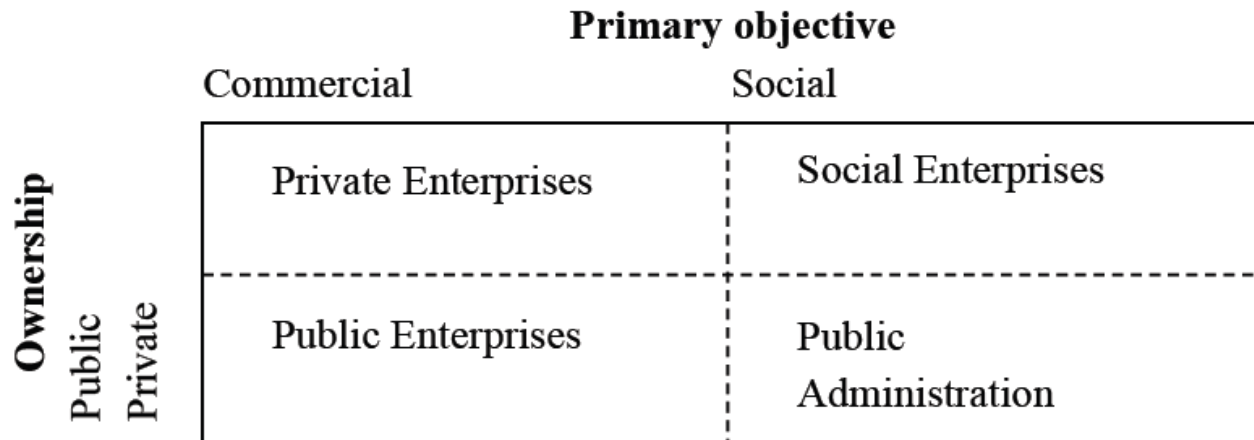 Primary objective
Commercial
Social
Ownership
Public
Private
Private Enterprises
Social Enterprises
Public Enterprises
Public
Administration